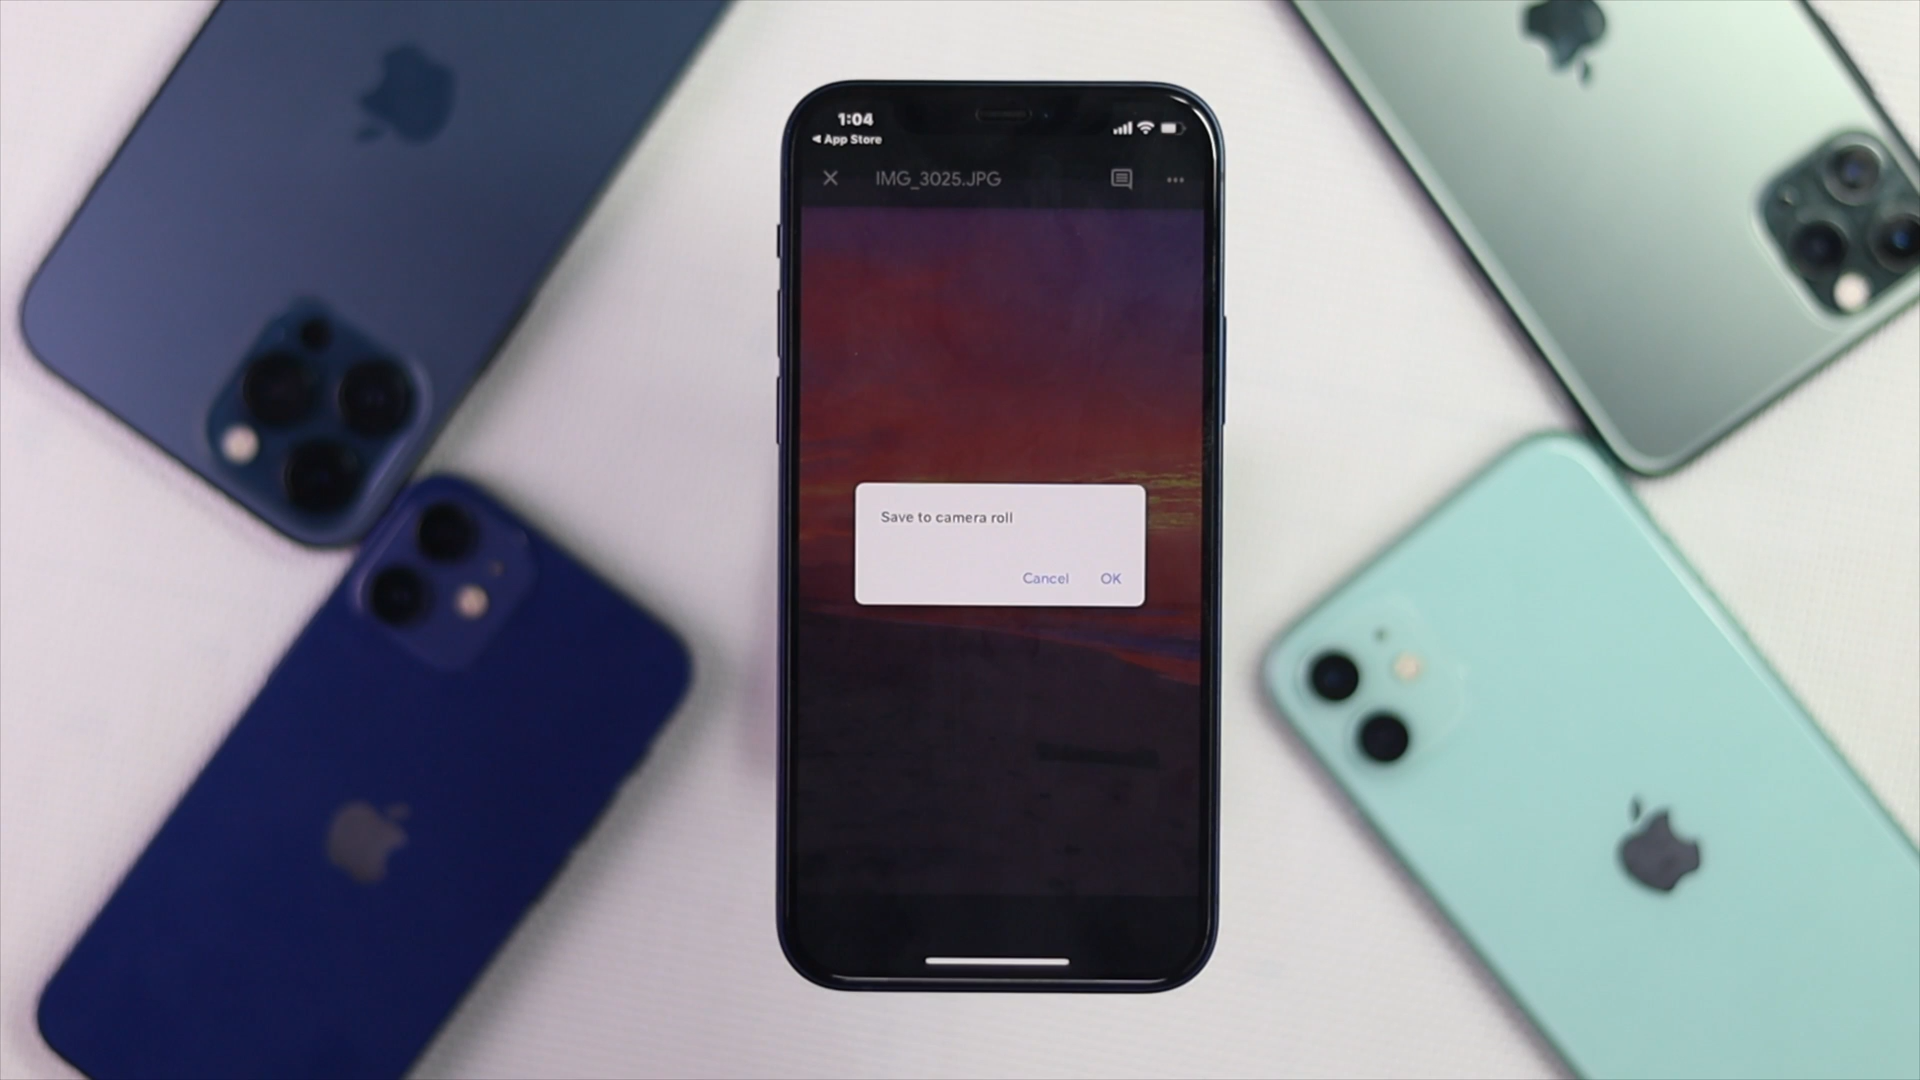 1:04
◀ App Store
IMG_3025.JPG
Save to camera roll
Cancel OK